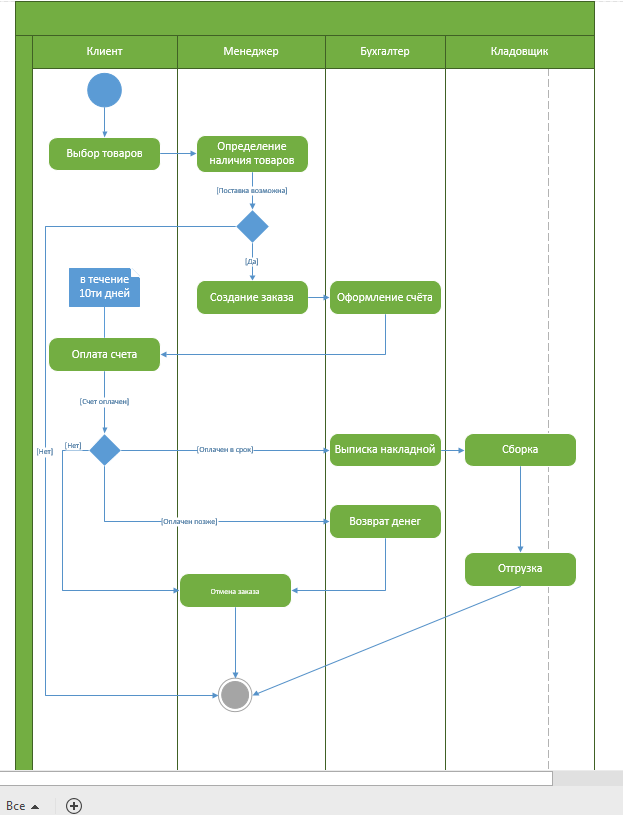 Клиент
Менеджер
Бухгалтер
Кладовщик
Выбор товаров
Определение
наличия товаров
[Поставка возможна]
[Да]
в течение
10ти дней
Создание заказа
Оформление счёта
Оплата счета
[Счет оплачен]
[Нет]
[Нет]
[Оплачен в срок]
Выписка накладной
Сборка
[Оплачен позже]
Возврат денег
Отгрузка
Отмена заказа
Все